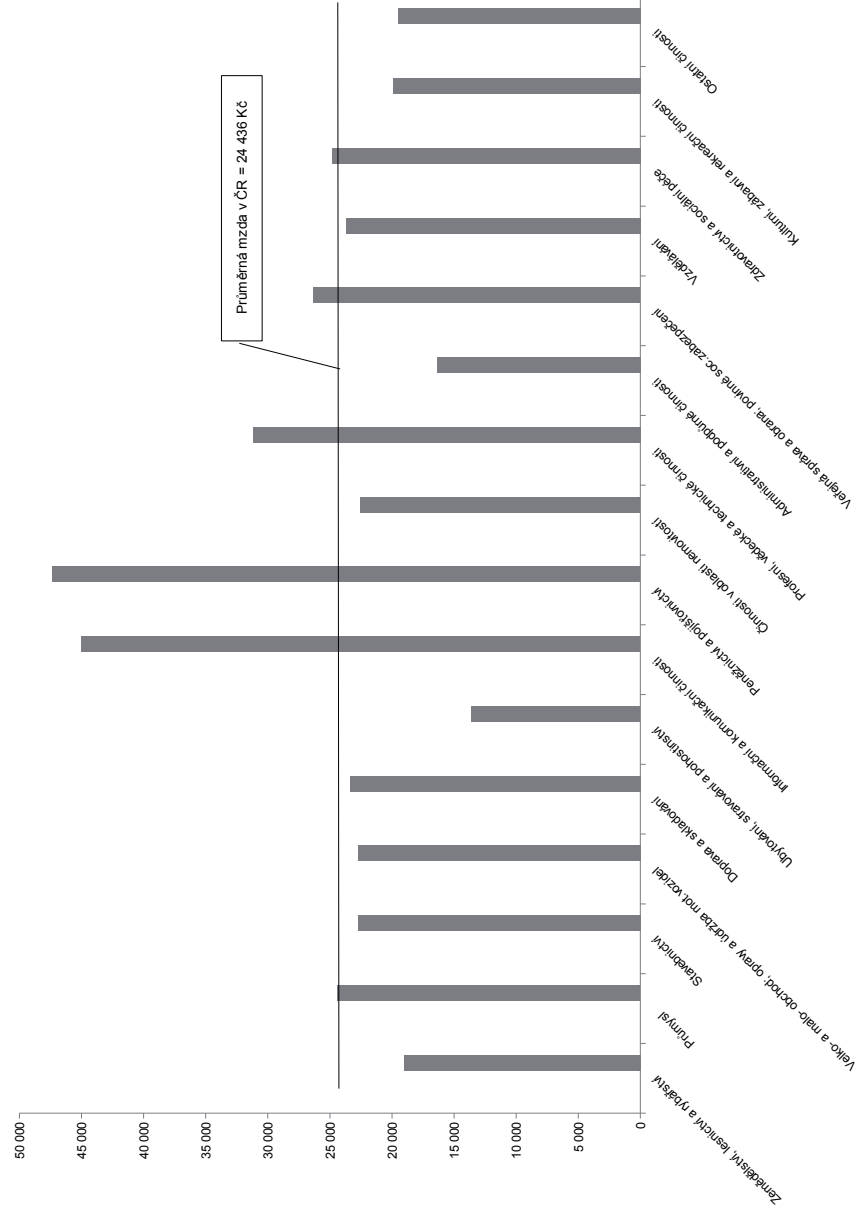 50 000
45 000
40 000
35 000
30 000
25 000
20 000
15 000
10 000
5 000
0
Průměrná mzda v ČR = 24 436 Kč
Zemědělství, lesnictví a rybářství
Průmysl
Stavebnictví
Velko- a malo- obchod; opravy a údržba mot.vozidel
Doprava a skladování
Ubytování, stravování a pohostinství
Informační a komunikační činnosti
Peněžnictví a pojišťovnictví
Činnosti v oblasti nemovitostí
Profesní, vědecké a technické činnosti
Administrativní a podpůrné činnosti
Veřejná správa a obrana; povinné soc.zabezpečení
Vzdělávání
Zdravotnictví a sociální péče
Kulturní, zábavní a rekreační činnosti
Ostatní činnosti